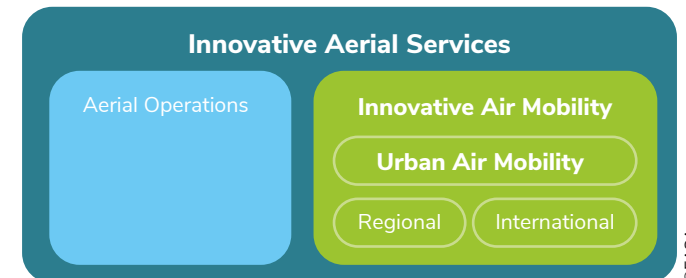 Innovative Aerial Services
Aerial Operations
Innovative Air Mobility
Urban Air Mobility
Regional
International